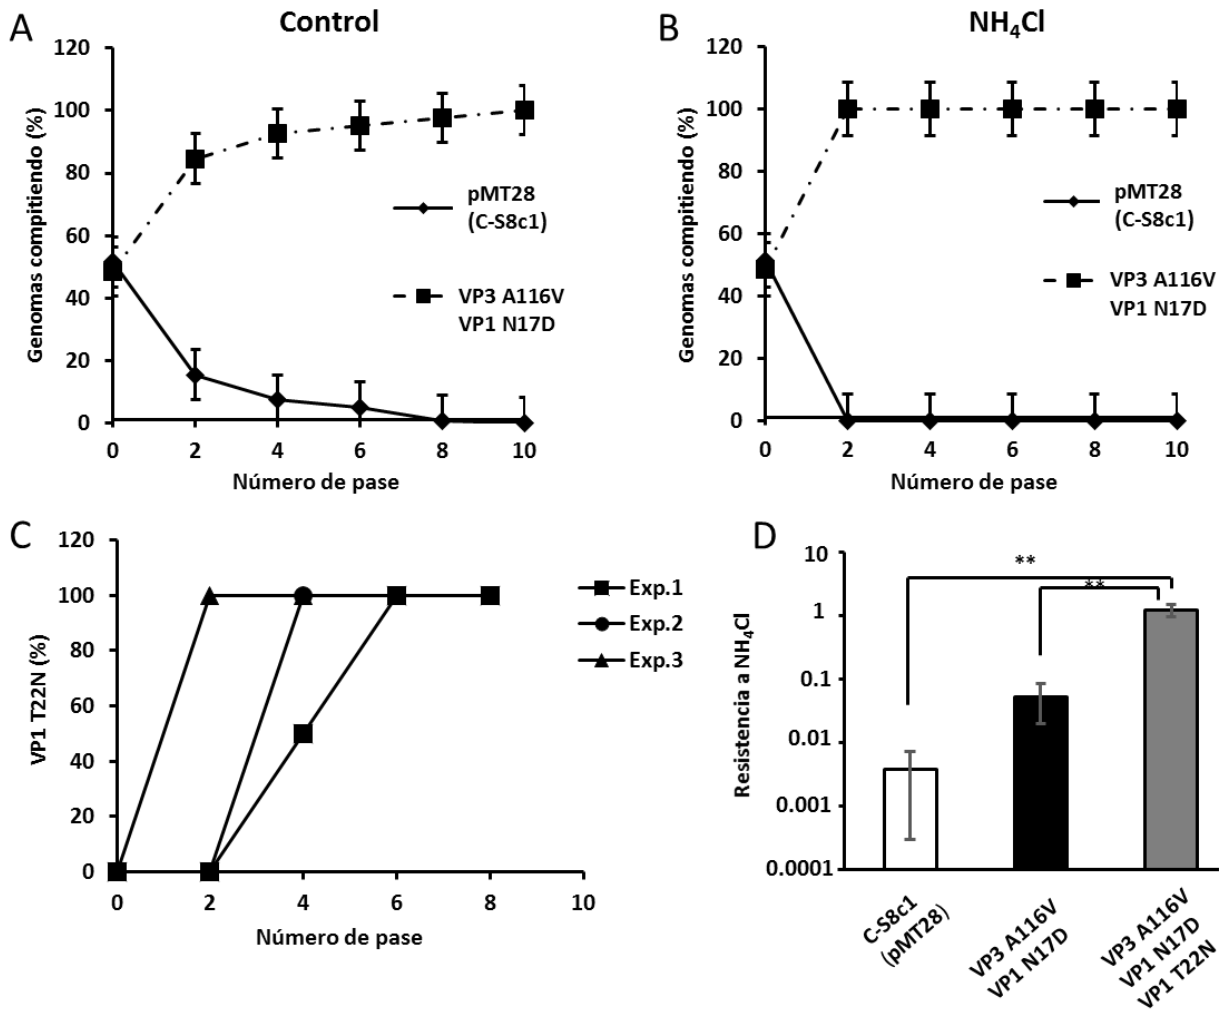 A
Control
Genomas compitiendo (%)
120
100
80
60
40
20
0
0 2 4 6 8 10
Número de pase
pMT28
(C-S8c1)
VP3 A116V
VP1 N17D
B
NH₄Cl
Genomas compitiendo (%)
120
100
80
60
40
20
0
0 2 4 6 8 10
Número de pase
pMT28
(C-S8c1)
VP3 A116V
VP1 N17D
C
VP1 T22N (%)
120
100
80
60
40
20
0
0 2 4 6 8 10
Número de pase
Exp.1
Exp.2
Exp.3
D
Resistencia a NH₄Cl
10
1
0.1
0.01
0.001
0.0001
**
**
C-S8c1
(pMT28)
VP3 A116V
VP1 N17D
VP3 A116V
VP1 N17D
VP1 T22N